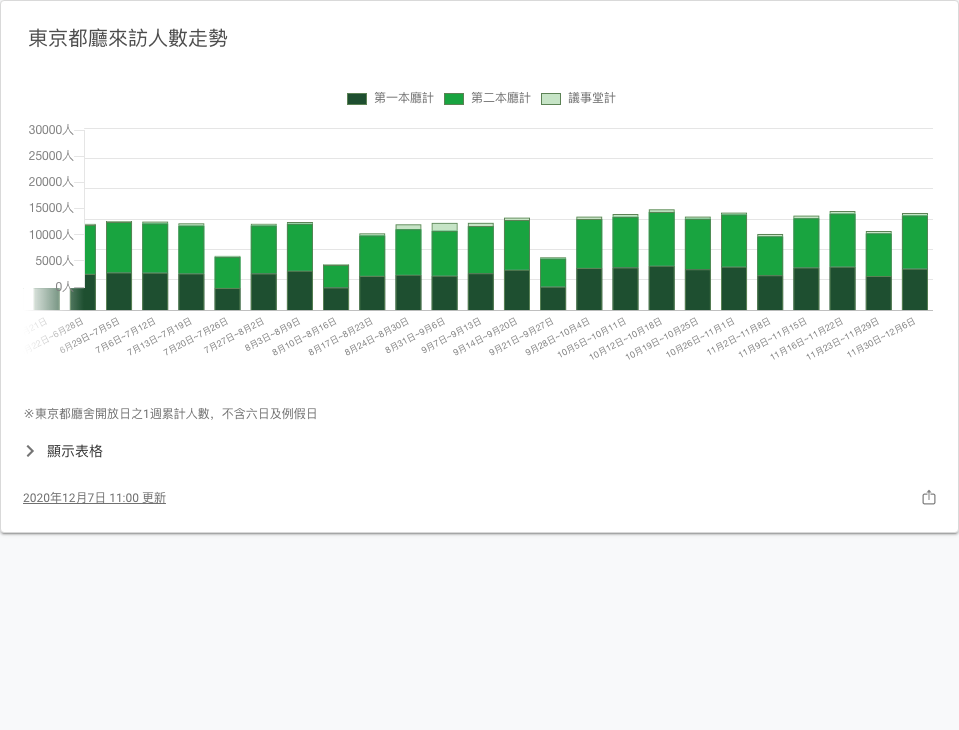 東京都廳來訪人數走勢
第一本廳計 第二本廳計 議事堂計
30000人
25000人
20000人
15000人
10000人
5000人
0人
6月29日~7月5日
7月6日~7月12日
7月13日~7月19日
7月20日~7月26日
7月27日~8月2日
8月3日~8月9日
8月10日~8月16日
8月17日~8月23日
8月24日~8月30日
8月31日~9月6日
9月7日~9月13日
9月14日~9月20日
9月21日~9月27日
9月28日~10月4日
10月5日~10月11日
10月12日~10月18日
10月19日~10月25日
10月26日~11月1日
11月2日~11月8日
11月9日~11月15日
11月16日~11月22日
11月23日~11月29日
11月30日~12月6日
※東京都廳舍開放日之1週累計人數，不含六日及例假日
顯示表格
2020年12月7日 11:00 更新